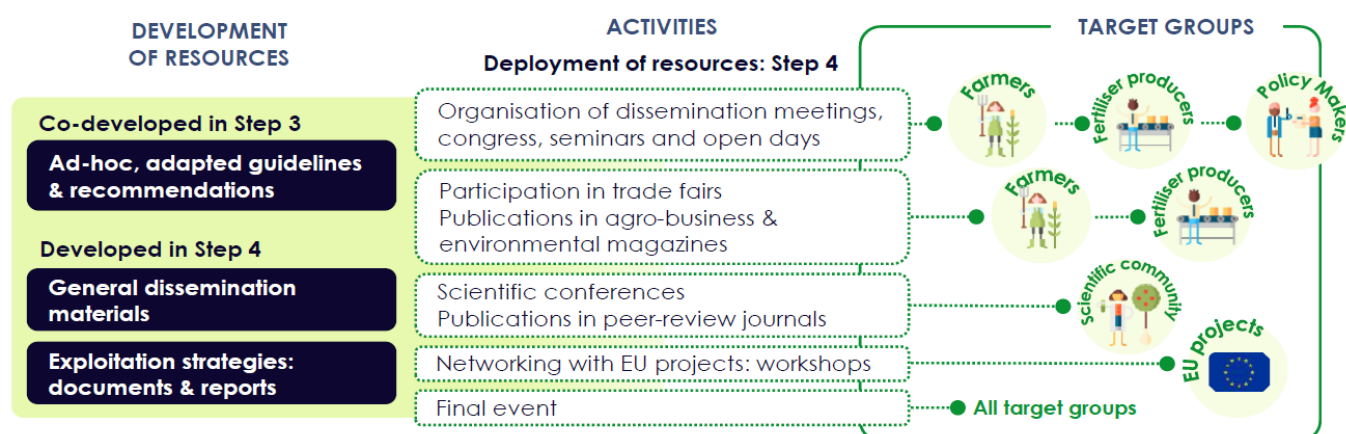 DEVELOPMENT
OF RESOURCES
ACTIVITIES
TARGET GROUPS
Deployment of resources: Step 4
Co-developed in Step 3
Ad-hoc, adapted guidelines
& recommendations
Developed in Step 4
General dissemination
materials
Exploitation strategies:
documents & reports
Organisation of dissemination meetings,
congress, seminars and open days
Farmers
Fertiliser producers
Policy Makers
Participation in trade fairs
Publications in agro-business &
environmental magazines
Farmers
Fertiliser producers
Scientific conferences
Publications in peer-review journals
Scientific community
Networking with EU projects: workshops
EU projects
Final event
All target groups